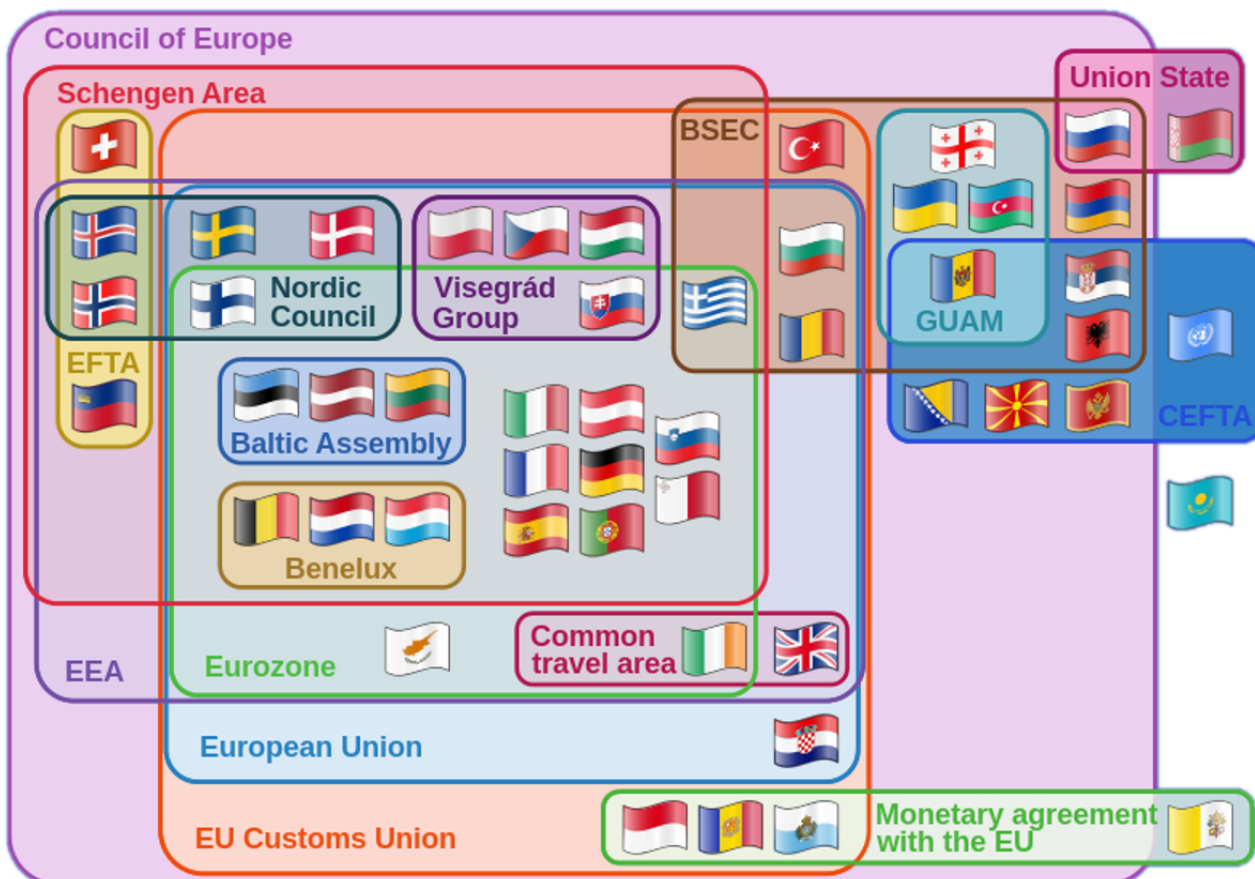 Council of Europe
Union State
Schengen Area
BSEC
Nordic
Council
Visegrád
Group
GUAM
EFTA
CEFTA
Baltic Assembly
Benelux
Common
travel area
EEA
Eurozone
European Union
Monetary agreement
with the EU
EU Customs Union